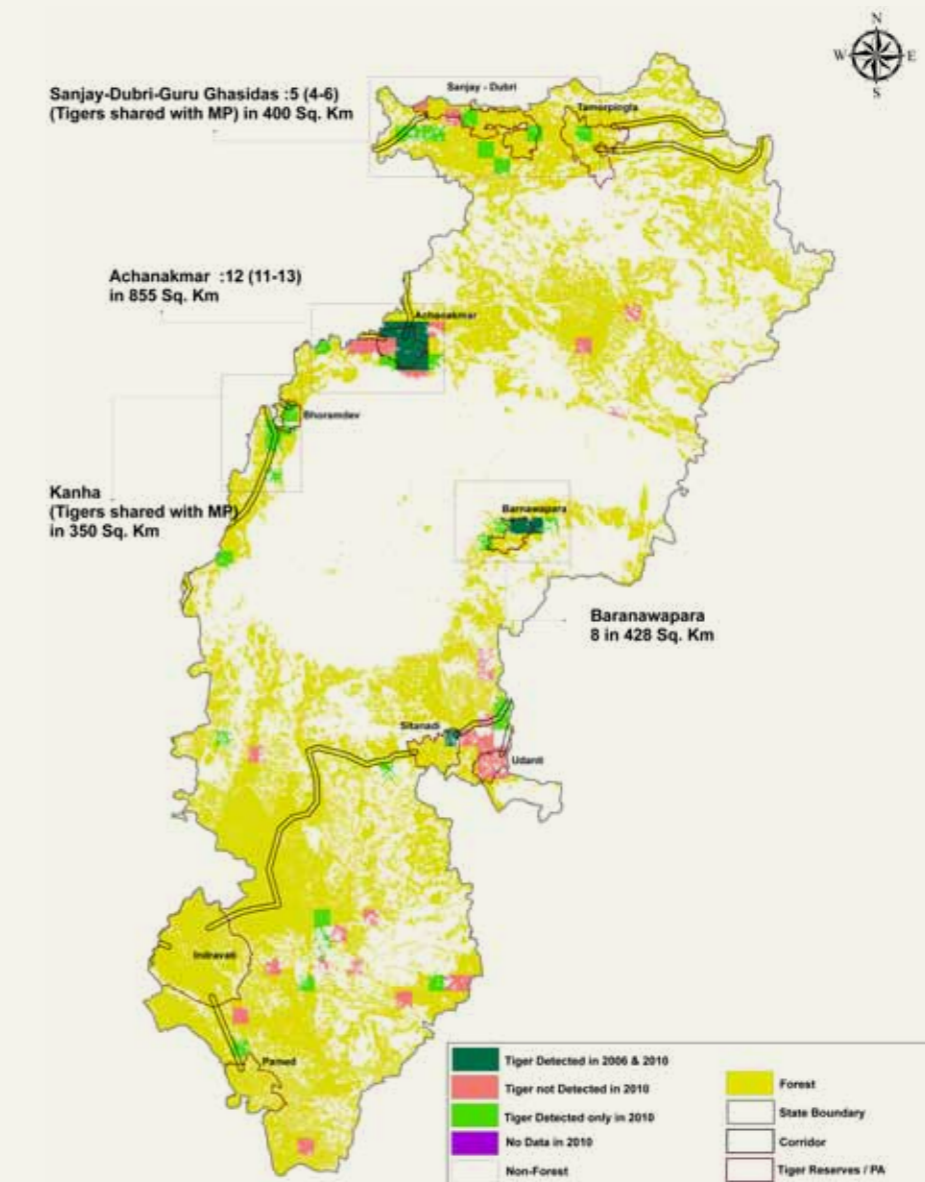 N
W E
S
Sanjay-Dubri-Guru Ghasidas :5 (4-6)
(Tigers shared with MP) in 400 Sq. Km
Sanjay - Dubri
Tamorpingla
Achanakmar :12 (11-13)
in 855 Sq. Km
Achanakmar
Bhoramdev
Kanha
(Tigers shared with MP)
in 350 Sq. Km
Barnawapara
Baranawapara
8 in 428 Sq. Km
Sitanadi
Udanti
Indravati
Pamed
Tiger Detected in 2006 & 2010
Tiger not Detected in 2010
Tiger Detected only in 2010
No Data in 2010
Non-Forest
Forest
State Boundary
Corridor
Tiger Reserves / PA